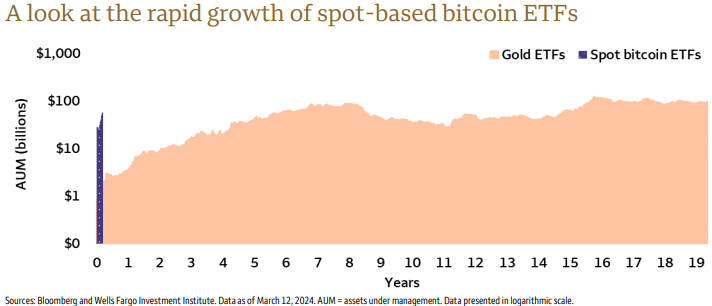 A look at the rapid growth of spot-based bitcoin ETFs
$1,000
Gold ETFs Spot bitcoin ETFs
$100
$10
$1
$0
AUM (billions)
0 1 2 3 4 5 6 7 8 9 10 11 12 13 14 15 16 17 18 19
Years
Sources: Bloomberg and Wells Fargo Investment Institute. Data as of March 12, 2024. AUM = assets under management. Data presented in logarithmic scale.